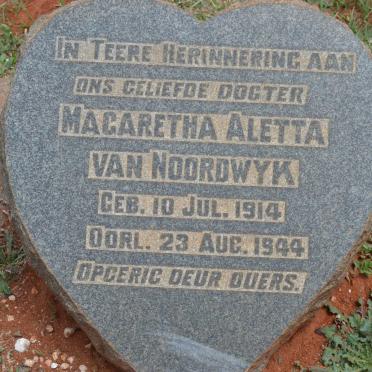 In Teere Herinnering aan
ons geliefde dogter
Magaretha Aletta
van Noordwyk
Geb. 10 Jul. 1914
Oorl. 23 Aug. 1944
Opgerig deur ouers.